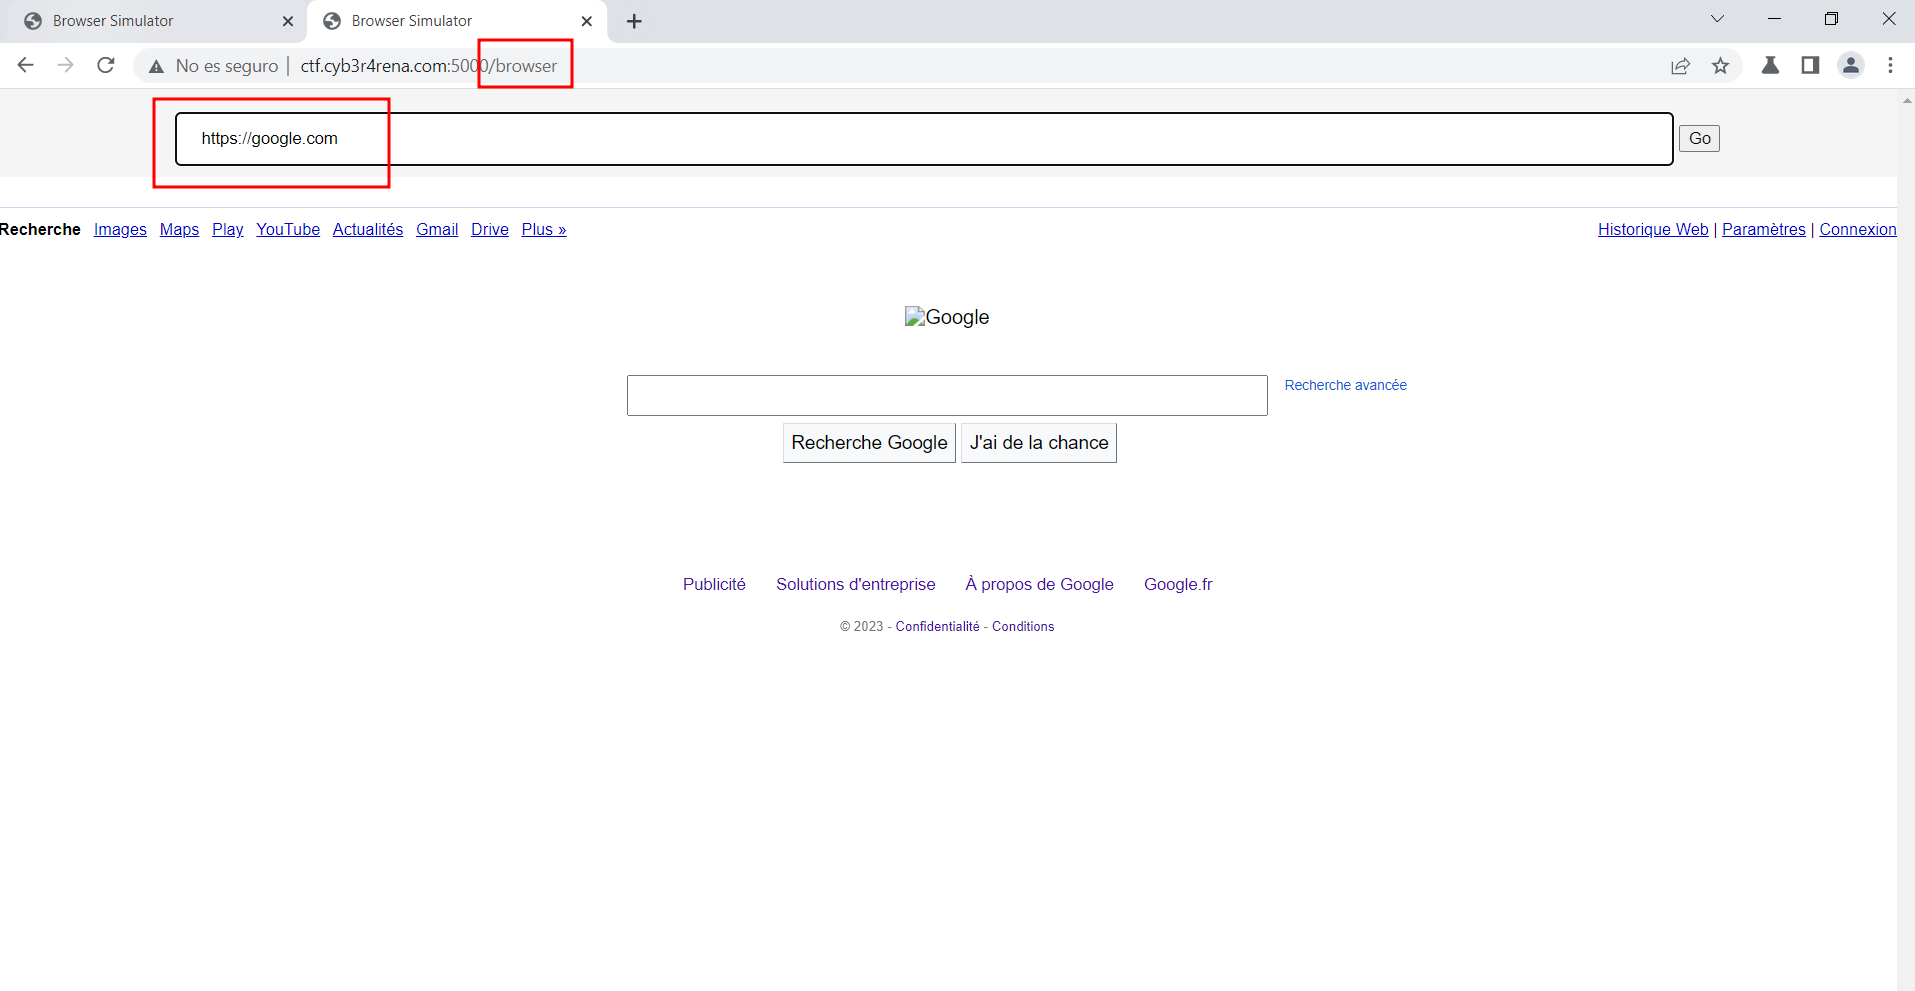 Browser Simulator Browser Simulator
No es seguro ctf.cyb3r4rena.com:5000/browser
https://google.com Go
Recherche Images Maps Play YouTube Actualités Gmail Drive Plus » Historique Web | Paramètres | Connexion
Google
Recherche avancée
Recherche Google J'ai de la chance
Publicité Solutions d'entreprise À propos de Google Google.fr
© 2023 - Confidentialité - Conditions